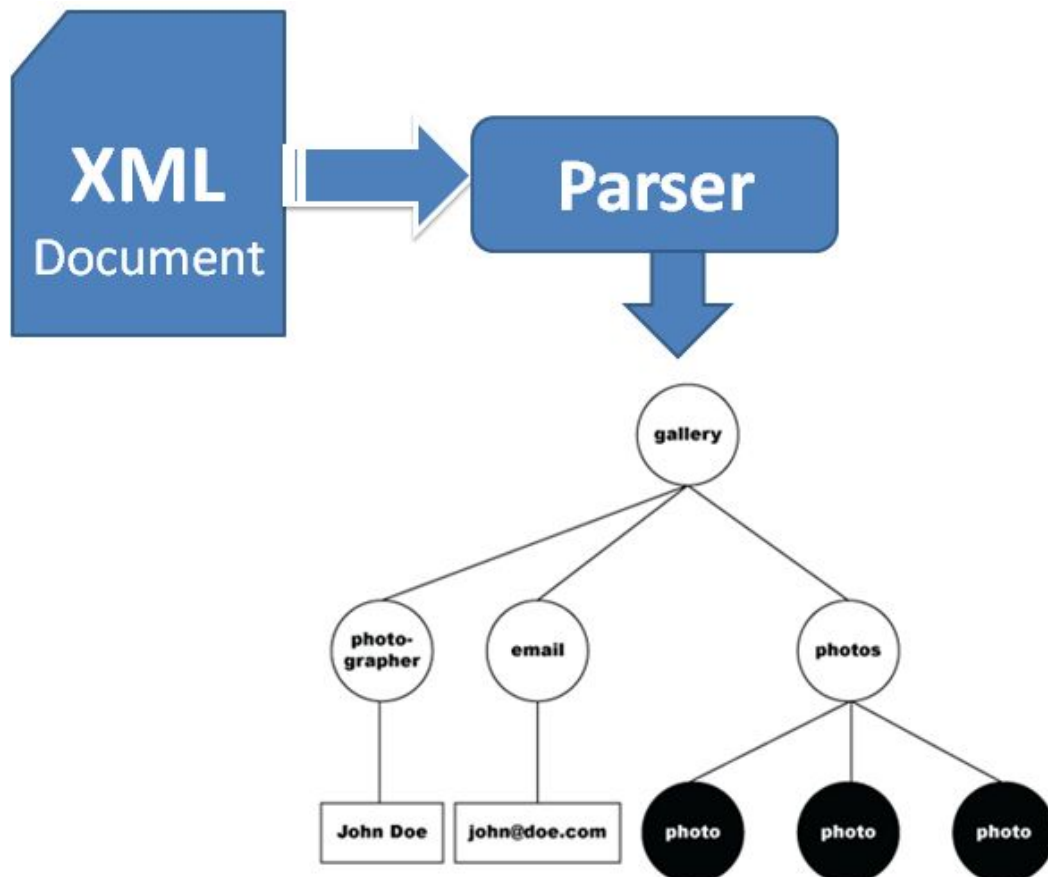 XML
Document
Parser
gallery
photo-
grapher
email
photos
John Doe
john@doe.com
photo
photo
photo